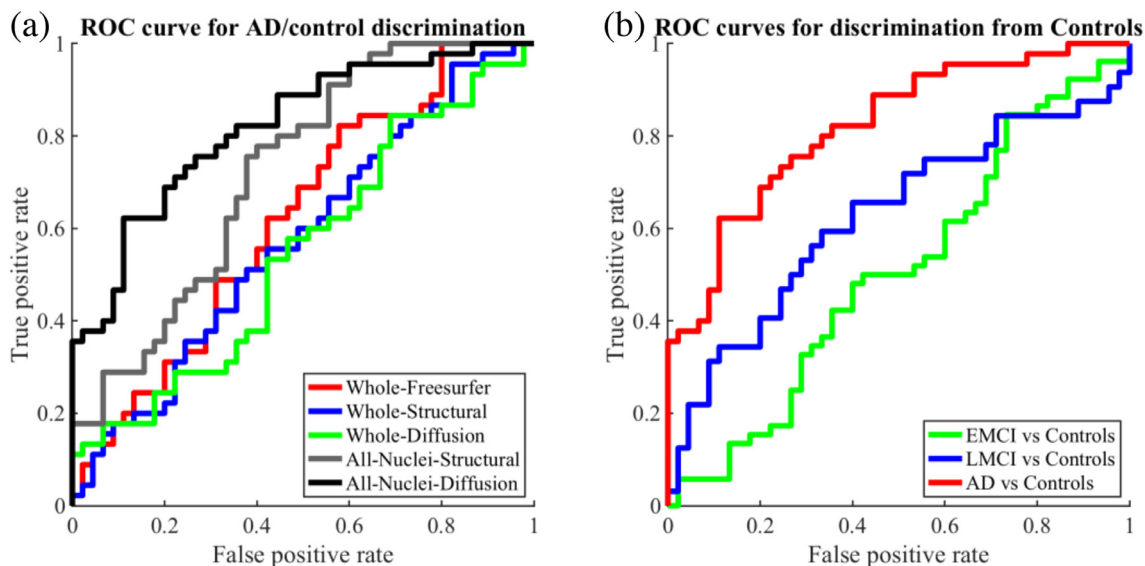 (a) ROC curve for AD/control discrimination
1
0.8
0.6
0.4
0.2
0
True positive rate
Whole-Freesurfer
Whole-Structural
Whole-Diffusion
All-Nuclei-Structural
All-Nuclei-Diffusion
0 0.2 0.4 0.6 0.8 1
False positive rate
(b) ROC curves for discrimination from Controls
1
0.8
0.6
0.4
0.2
0
True positive rate
EMCI vs Controls
LMCI vs Controls
AD vs Controls
0 0.2 0.4 0.6 0.8 1
False positive rate